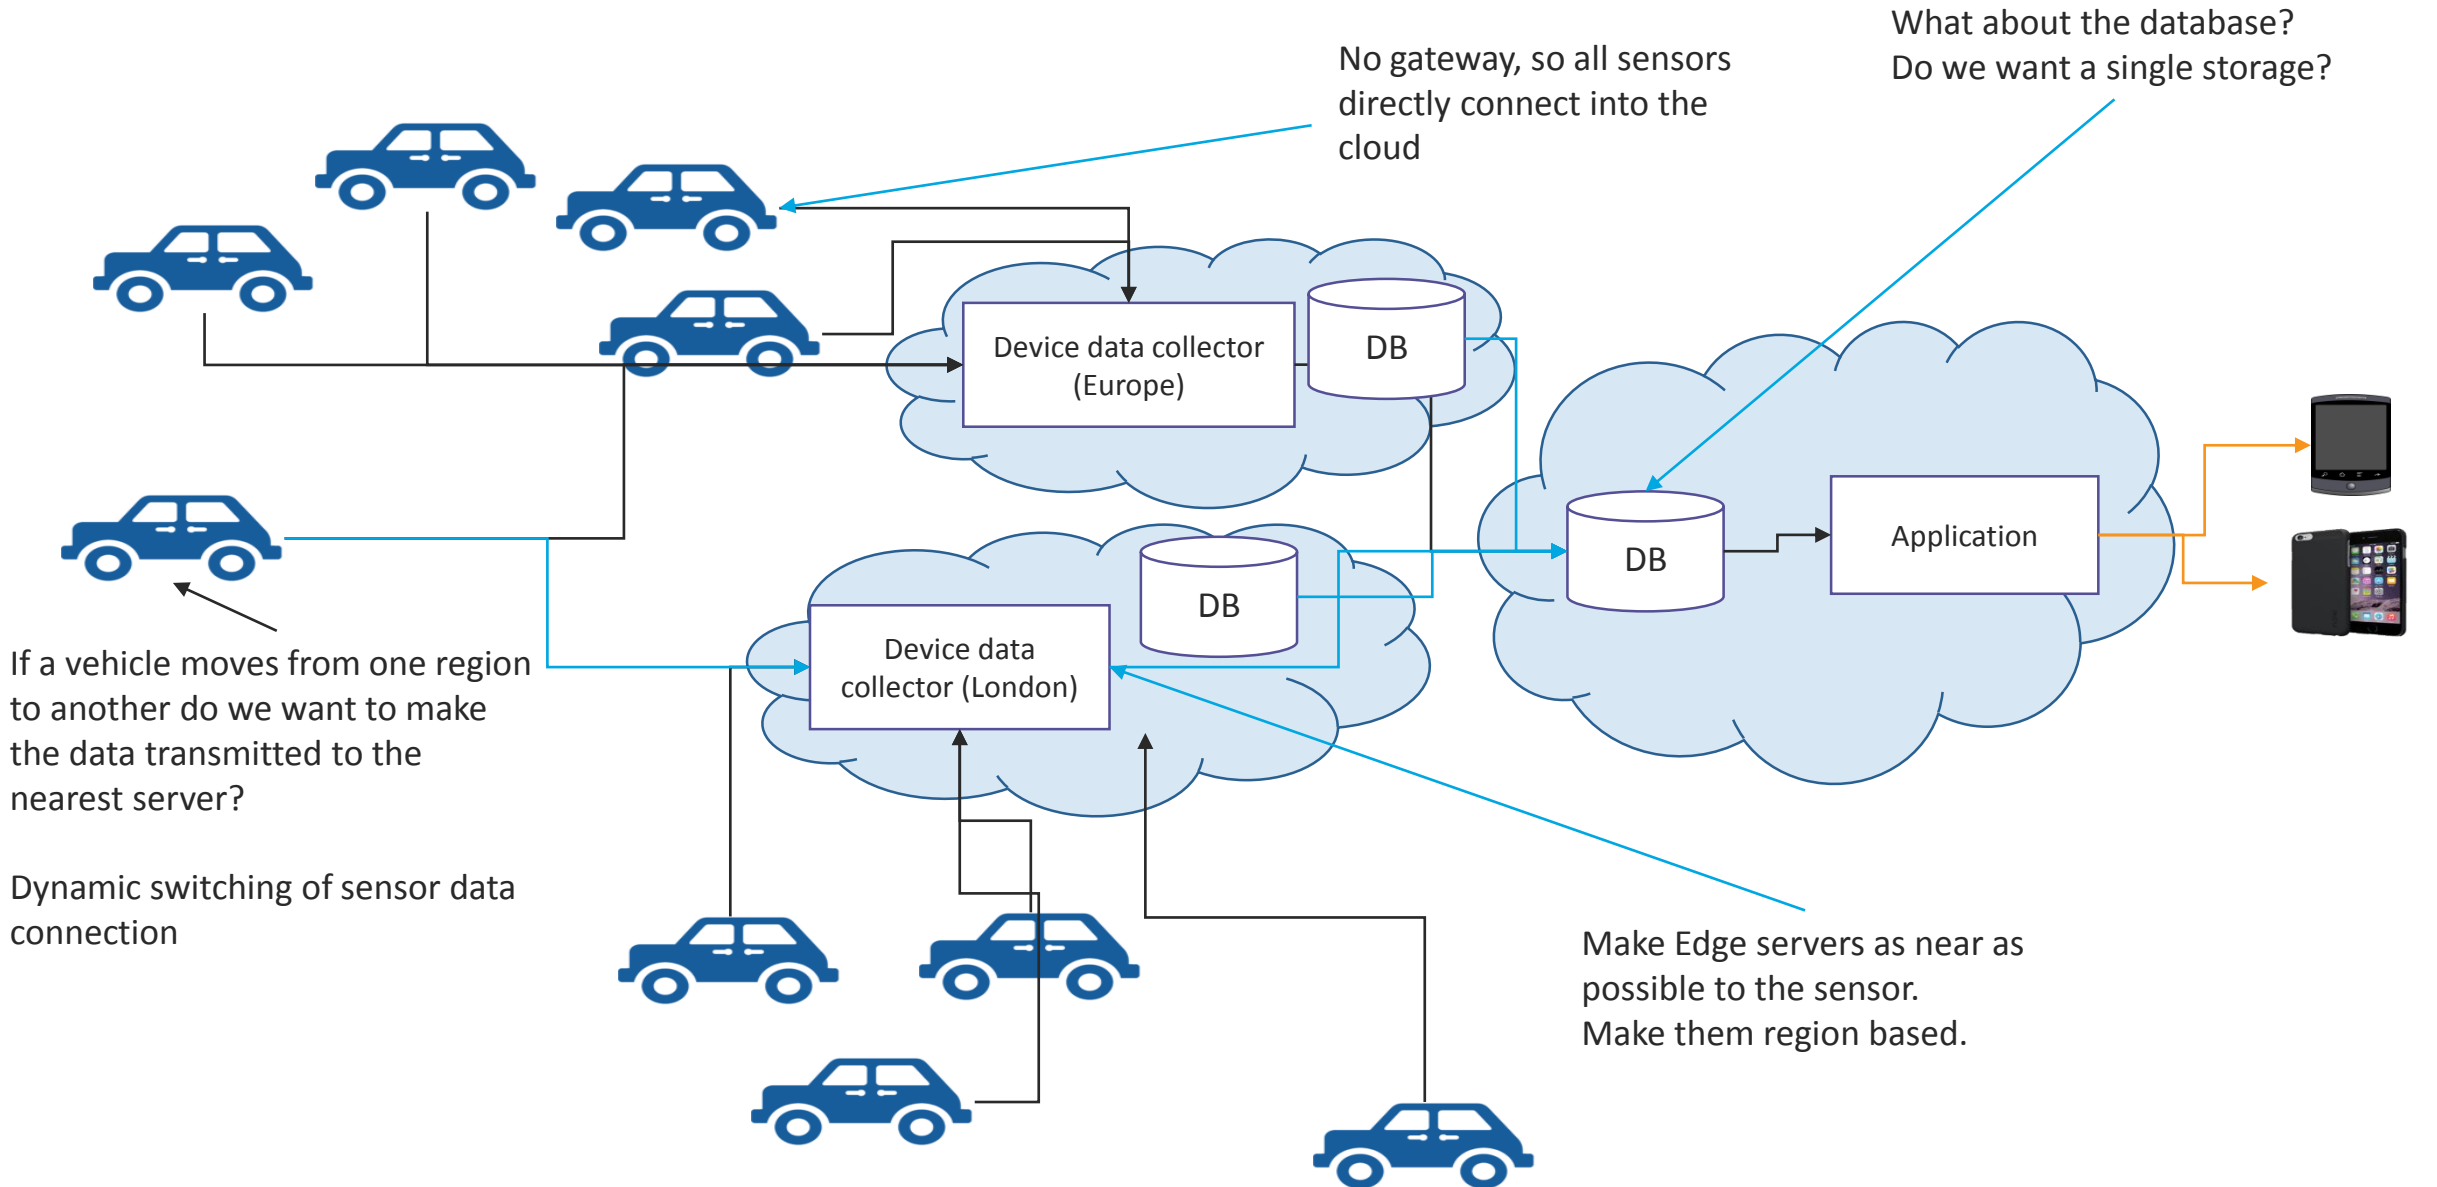 What about the database?
Do we want a single storage?
No gateway, so all sensors
directly connect into the
cloud
Device data collector
(Europe)
DB
DB
Application
DB
Device data
collector (London)
If a vehicle moves from one region
to another do we want to make
the data transmitted to the
nearest server?
Dynamic switching of sensor data
connection
Make Edge servers as near as
possible to the sensor.
Make them region based.